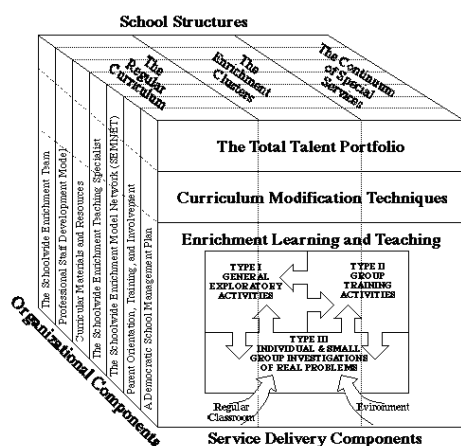 School Structures
The
Regular
Curriculum
The
Enrichment
Clusters
The Continuum
of Special
Services
The Total Talent Portfolio
Curriculum Modification Techniques
Enrichment Learning and Teaching
TYPE I
GENERAL
EXPLORATORY
ACTIVITIES
TYPE II
GROUP
TRAINING
ACTIVITIES
TYPE III
INDIVIDUAL & SMALL
GROUP INVESTIGATIONS
OF REAL PROBLEMS
Regular
Classroom
Evironment
Service Delivery Components
The Schoolwide Enrichment Team
Professional Staff Development Model
Curricular Materials and Resources
The Schoolwide Enrichment Teaching Specialist
The Schoolwide Enrichment Model Network (SEMNET)
Parent Orientation, Training, and Involvement
A Democratic School Management Plan
Organizational Components